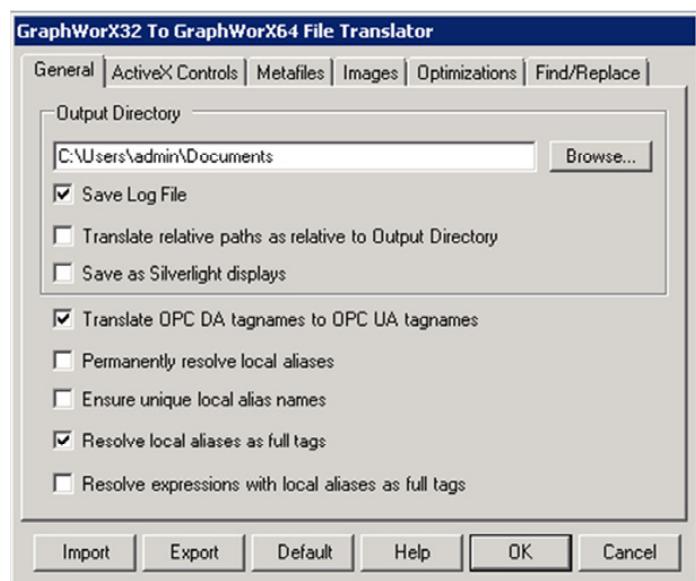 GraphWorX32 To GraphWorX64 File Translator
General ActiveX Controls Metafiles Images Optimizations Find/Replace
Output Directory
C:\Users\admin\Documents Browse...
Save Log File
Translate relative paths as relative to Output Directory
Save as Silverlight displays
Translate OPC DA tagnames to OPC UA tagnames
Permanently resolve local aliases
Ensure unique local alias names
Resolve local aliases as full tags
Resolve expressions with local aliases as full tags
Import Export Default Help OK Cancel